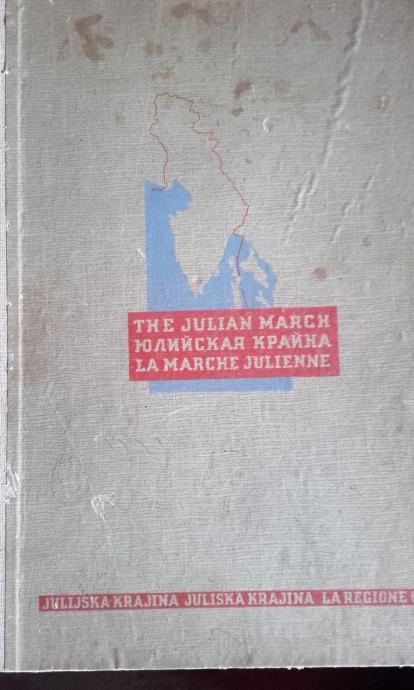 THE JULIAN MARCH
ЮЛИЙСКАЯ КРАЙНА
LA MARCHE JULIENNE
JULIJSKA KRAJINA JULISKA KRAJINA LA REGIONE